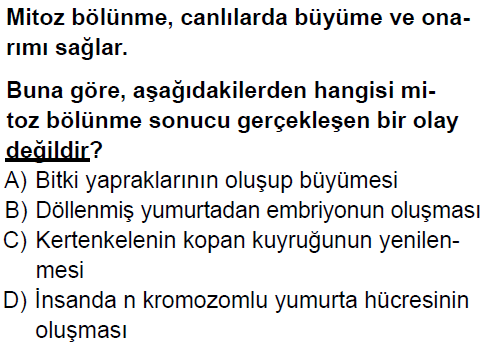 Mitoz bölünme, canlılarda büyüme ve ona-
rımı sağlar.
Buna göre, aşağıdakilerden hangisi mi-
toz bölünme sonucu gerçekleşen bir olay
değildir?
A) Bitki yapraklarının oluşup büyümesi
B) Döllenmiş yumurtadan embriyonun oluşması
C) Kertenkelenin kopan kuyruğunun yenilen-
mesi
D) İnsanda n kromozomlu yumurta hücresinin
oluşması